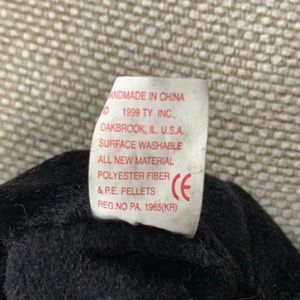 HANDMADE IN CHINA
© 1999 TY INC.,
OAKBROOK, IL. U.S.A.
SURFACE WASHABLE
ALL NEW MATERIAL
POLYESTER FIBER
& P.E. PELLETS CE
REG.NO PA. 1965(KR)